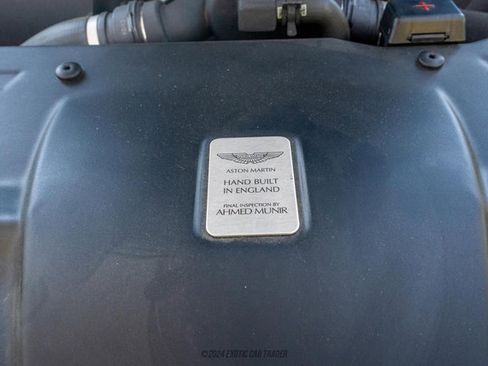 ASTON MARTIN
HAND BUILT
IN ENGLAND
FINAL INSPECTION BY
AHMED MUNIR
©2024 EXOTIC CAR TRADER